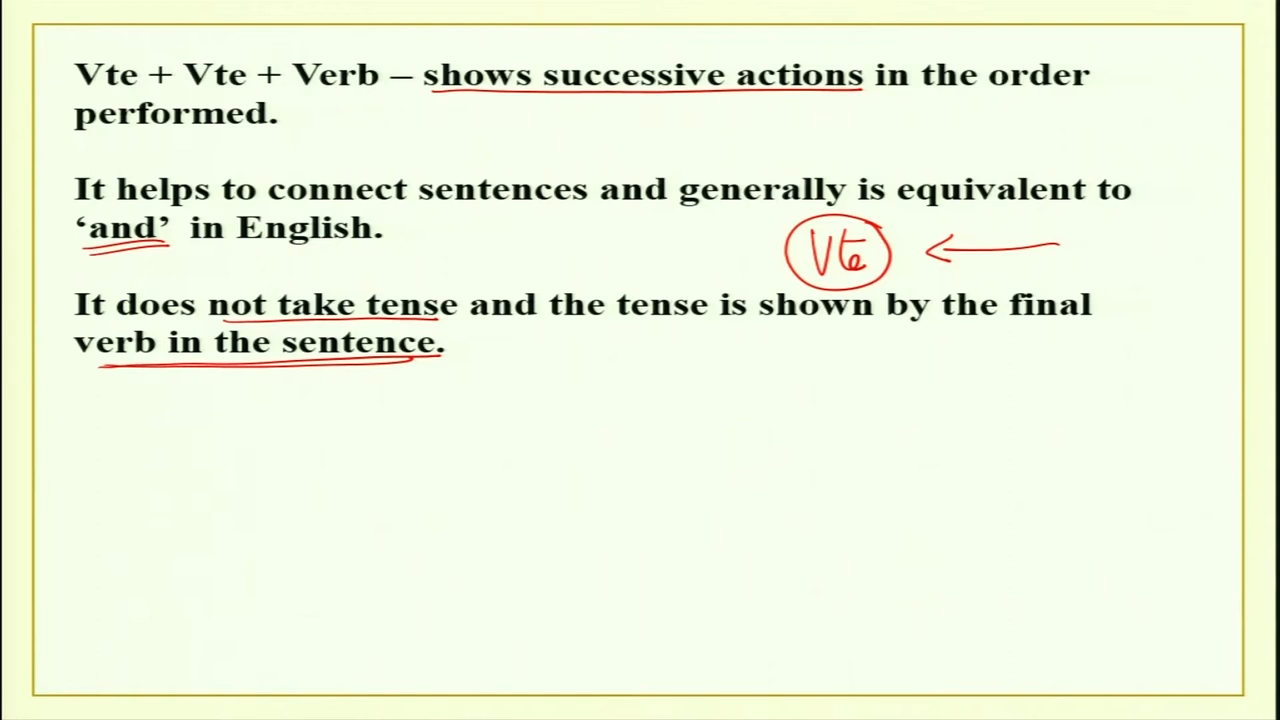 Vte + Vte + Verb – shows successive actions in the order
performed.
It helps to connect sentences and generally is equivalent to
‘and’ in English.
Vte
It does not take tense and the tense is shown by the final
verb in the sentence.